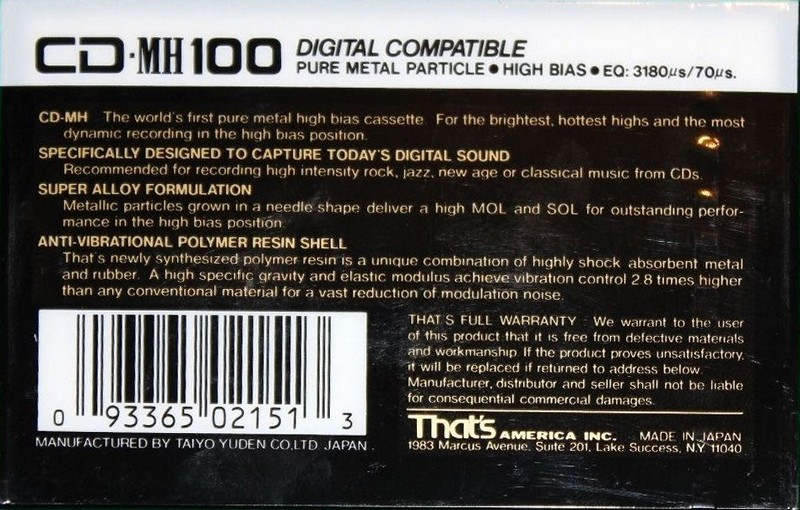 CD-MH100 DIGITAL COMPATIBLE
PURE METAL PARTICLE ● HIGH BIAS ● EQ: 3180μs/70μs.
CD-MH The world's first pure metal high bias cassette. For the brightest, hottest highs and the most
dynamic recording in the high bias position.
SPECIFICALLY DESIGNED TO CAPTURE TODAY'S DIGITAL SOUND
Recommended for recording high intensity rock, jazz, new age or classical music from CDs.
SUPER ALLOY FORMULATION
Metallic particles grown in a needle shape deliver a high MOL and SOL for outstanding perfor-
mance in the high bias position.
ANTI-VIBRATIONAL POLYMER RESIN SHELL
That's newly synthesized polymer resin is a unique combination of highly shock absorbent metal
and rubber. A high specific gravity and elastic modulus achieve vibration control 2.8 times higher
than any conventional material for a vast reduction of modulation noise.
0 93365 02151 3
MANUFACTURED BY TAIYO YUDEN CO.,LTD. JAPAN.
THAT'S FULL WARRANTY We warrant to the user
of this product that it is free from defective materials
and workmanship. If the product proves unsatisfactory,
it will be replaced if returned to address below.
Manufacturer, distributor and seller shall not be liable
for consequential commercial damages.
That's AMERICA INC. MADE IN JAPAN
1983 Marcus Avenue, Suite 201, Lake Success, N.Y. 11040